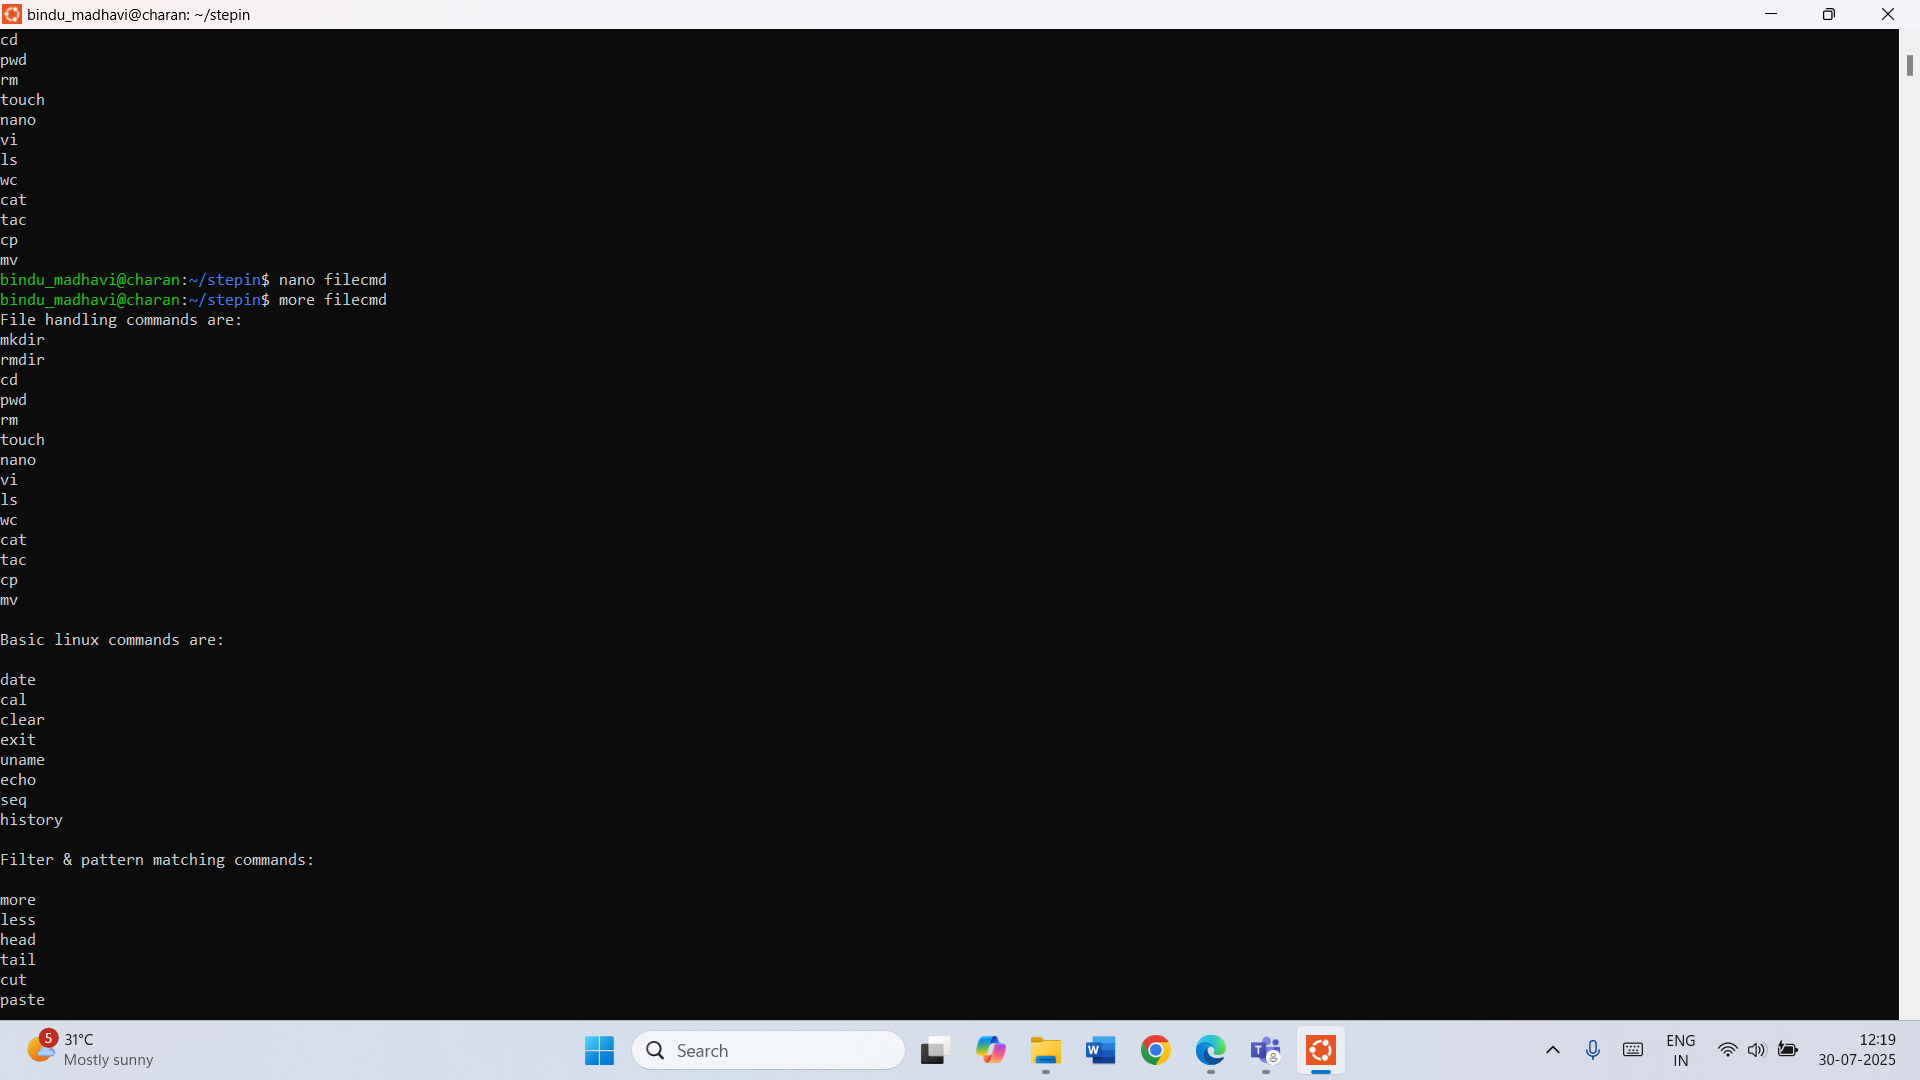 bindu_madhavi@charan: ~/stepin
cd
pwd
rm
touch
nano
vi
ls
wc
cat
tac
cp
mv
bindu_madhavi@charan:~/stepin$ nano filecmd
bindu_madhavi@charan:~/stepin$ more filecmd
File handling commands are:
mkdir
rmdir
cd
pwd
rm
touch
nano
vi
ls
wc
cat
tac
cp
mv
Basic linux commands are:
date
cal
clear
exit
uname
echo
seq
history
Filter & pattern matching commands:
more
less
head
tail
cut
paste
5
31°C
Mostly sunny
Search
W
T
ENG
IN
12:19
30-07-2025